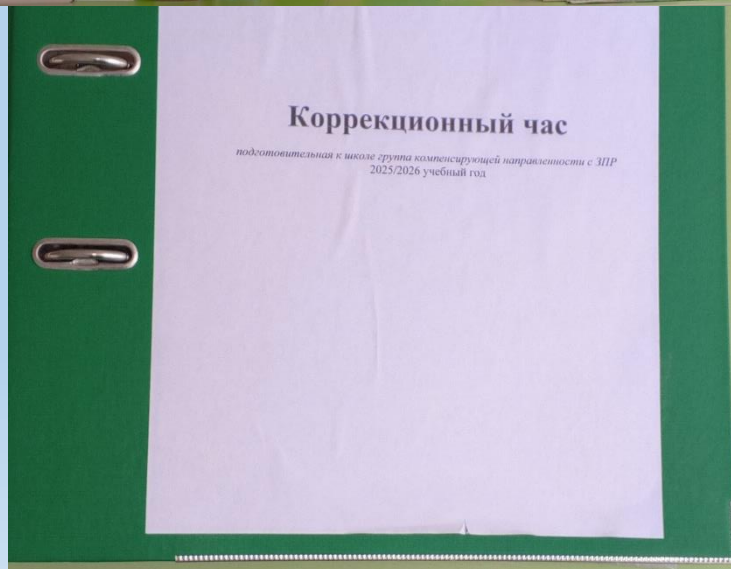 Коррекционный час
подготовительная к школе группа компенсирующей направленности с ЗПР
2025/2026 учебный год